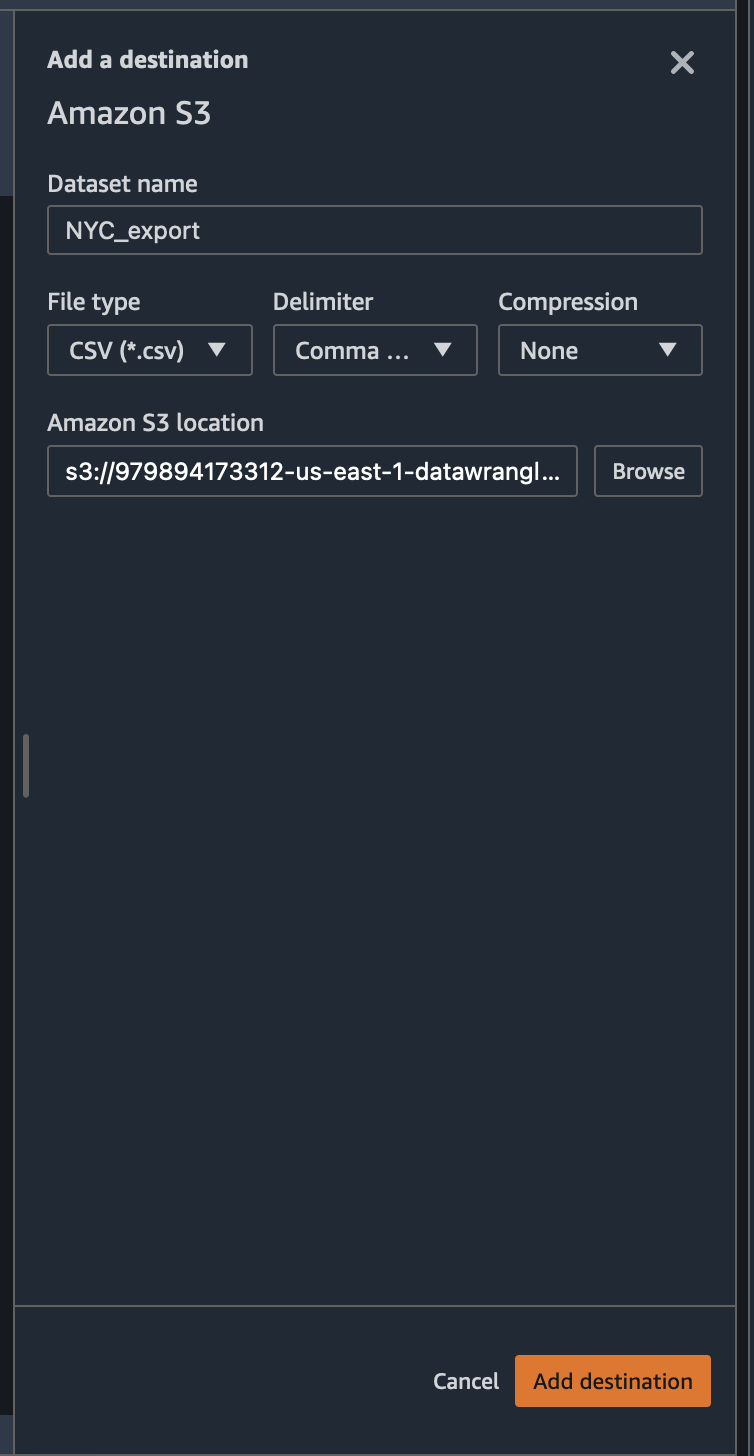 Add a destination
Amazon S3
Dataset name
NYC_export
File type Delimiter Compression
CSV (*.csv) Comma ... None
Amazon S3 location
s3://979894173312-us-east-1-datawrangl... Browse
Cancel Add destination